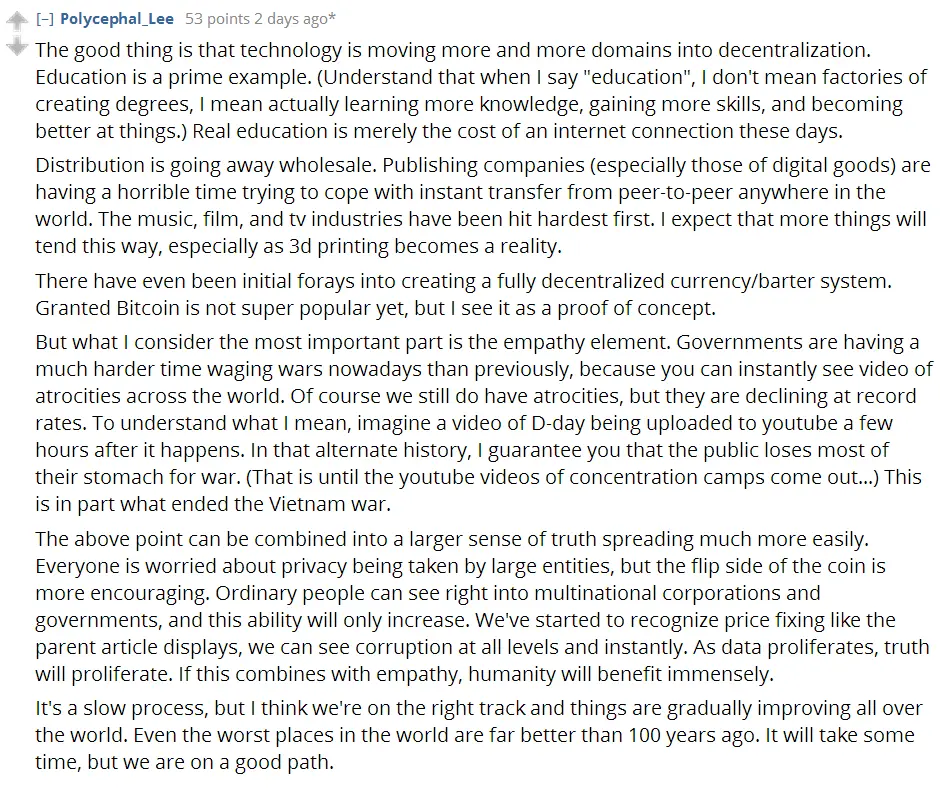 [–] Polycephal_Lee 53 points 2 days ago*
The good thing is that technology is moving more and more domains into decentralization.
Education is a prime example. (Understand that when I say "education", I don't mean factories of
creating degrees, I mean actually learning more knowledge, gaining more skills, and becoming
better at things.) Real education is merely the cost of an internet connection these days.
Distribution is going away wholesale. Publishing companies (especially those of digital goods) are
having a horrible time trying to cope with instant transfer from peer-to-peer anywhere in the
world. The music, film, and tv industries have been hit hardest first. I expect that more things will
tend this way, especially as 3d printing becomes a reality.
There have even been initial forays into creating a fully decentralized currency/barter system.
Granted Bitcoin is not super popular yet, but I see it as a proof of concept.
But what I consider the most important part is the empathy element. Governments are having a
much harder time waging wars nowadays than previously, because you can instantly see video of
atrocities across the world. Of course we still do have atrocities, but they are declining at record
rates. To understand what I mean, imagine a video of D-day being uploaded to youtube a few
hours after it happens. In that alternate history, I guarantee you that the public loses most of
their stomach for war. (That is until the youtube videos of concentration camps come out...) This
is in part what ended the Vietnam war.
The above point can be combined into a larger sense of truth spreading much more easily.
Everyone is worried about privacy being taken by large entities, but the flip side of the coin is
more encouraging. Ordinary people can see right into multinational corporations and
governments, and this ability will only increase. We've started to recognize price fixing like the
parent article displays, we can see corruption at all levels and instantly. As data proliferates, truth
will proliferate. If this combines with empathy, humanity will benefit immensely.
It's a slow process, but I think we're on the right track and things are gradually improving all over
the world. Even the worst places in the world are far better than 100 years ago. It will take some
time, but we are on a good path.